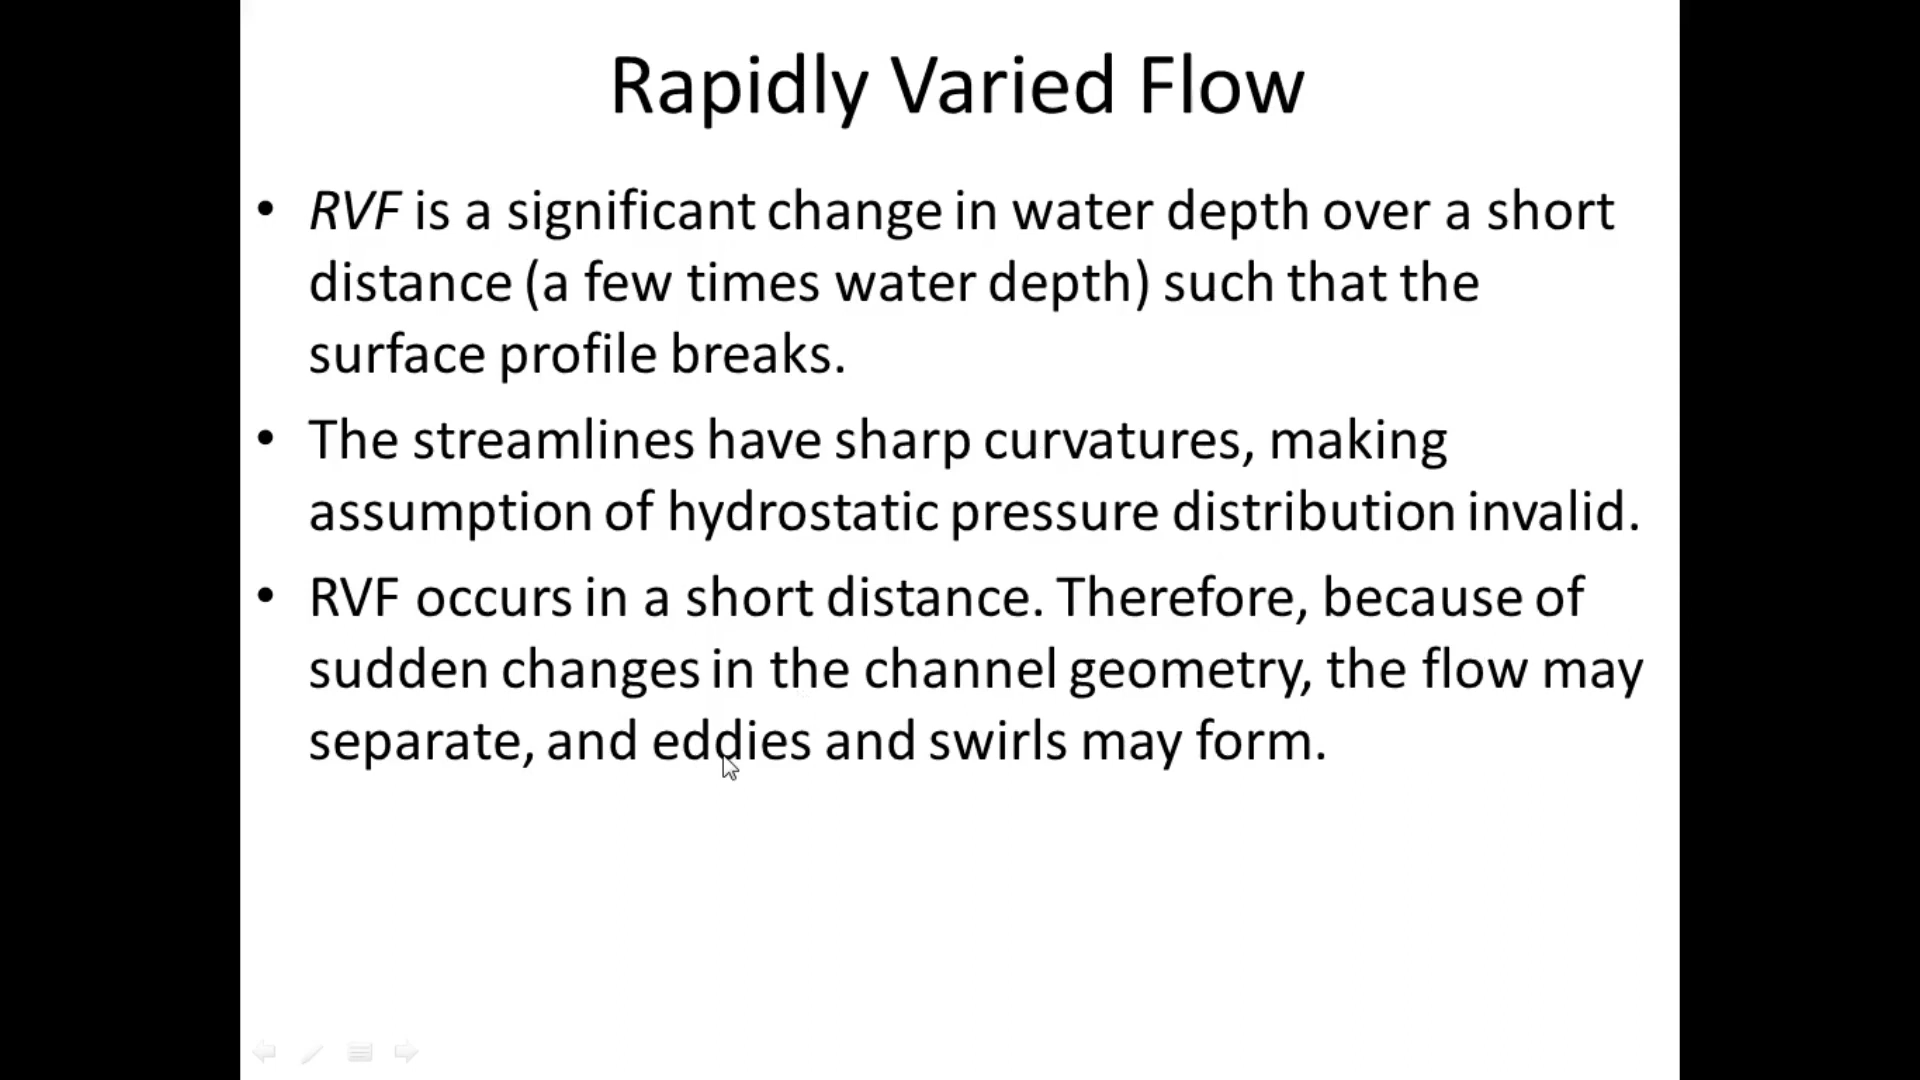 Rapidly Varied Flow
• RVF is a significant change in water depth over a short
distance (a few times water depth) such that the
surface profile breaks.
• The streamlines have sharp curvatures, making
assumption of hydrostatic pressure distribution invalid.
• RVF occurs in a short distance. Therefore, because of
sudden changes in the channel geometry, the flow may
separate, and eddies and swirls may form.